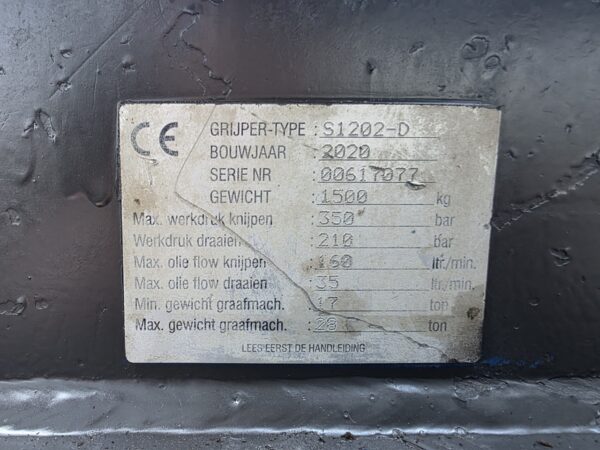 CE
GRIJPER-TYPE : S1202-D
BOUWJAAR : 2020
SERIE NR : 00617077
GEWICHT : 1500 kg
Max. werkdruk knijpen : 350 bar
Werkdruk draaien : 210 bar
Max. olie flow knijpen : 160 ltr./min.
Max. olie flow draaien : 35 ltr./min.
Min. gewicht graafmach. : 17 ton
Max. gewicht graafmach. : 28 ton
LEES EERST DE HANDLEIDING